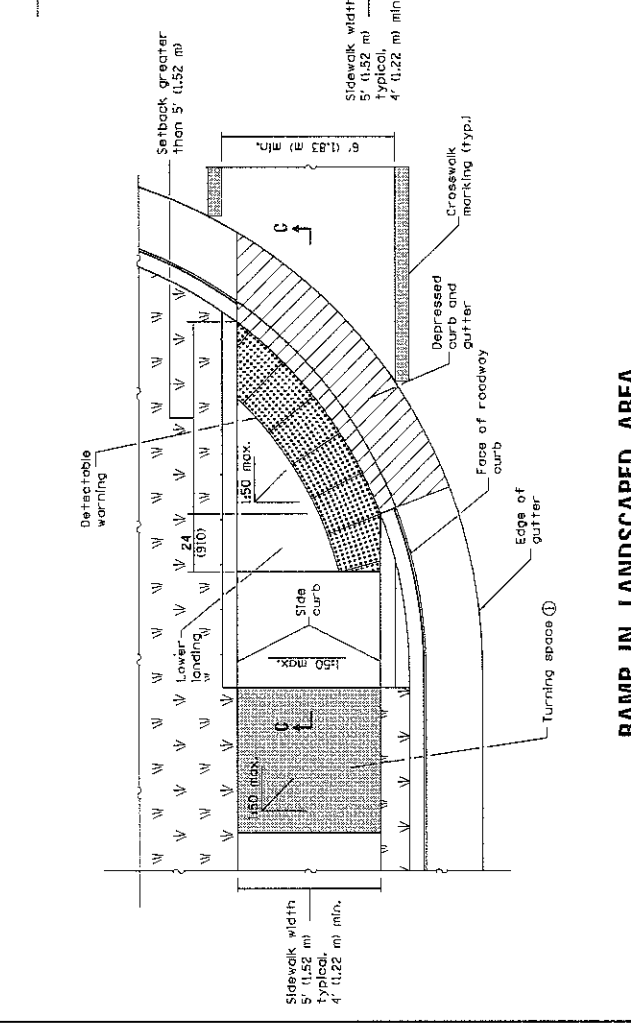 Setback greater
than 5' (1.52 m)
Sidewalk width
5' (1.52 m)
typical,
4' (1.22 m) min
6' (1.83 m) min.
Detectable
warning
C
Crosswalk
marking (typ.)
1:50 max.
24
(610)
Depressed
curb and
gutter
Face of roadway
curb
Lower
landing
Side
curb
1:50 max.
Edge of
gutter
C
1:50 max.
Turning space ①
Sidewalk width
5' (1.52 m)
typical,
4' (1.22 m) min.
RAMP IN LANDSCAPED AREA